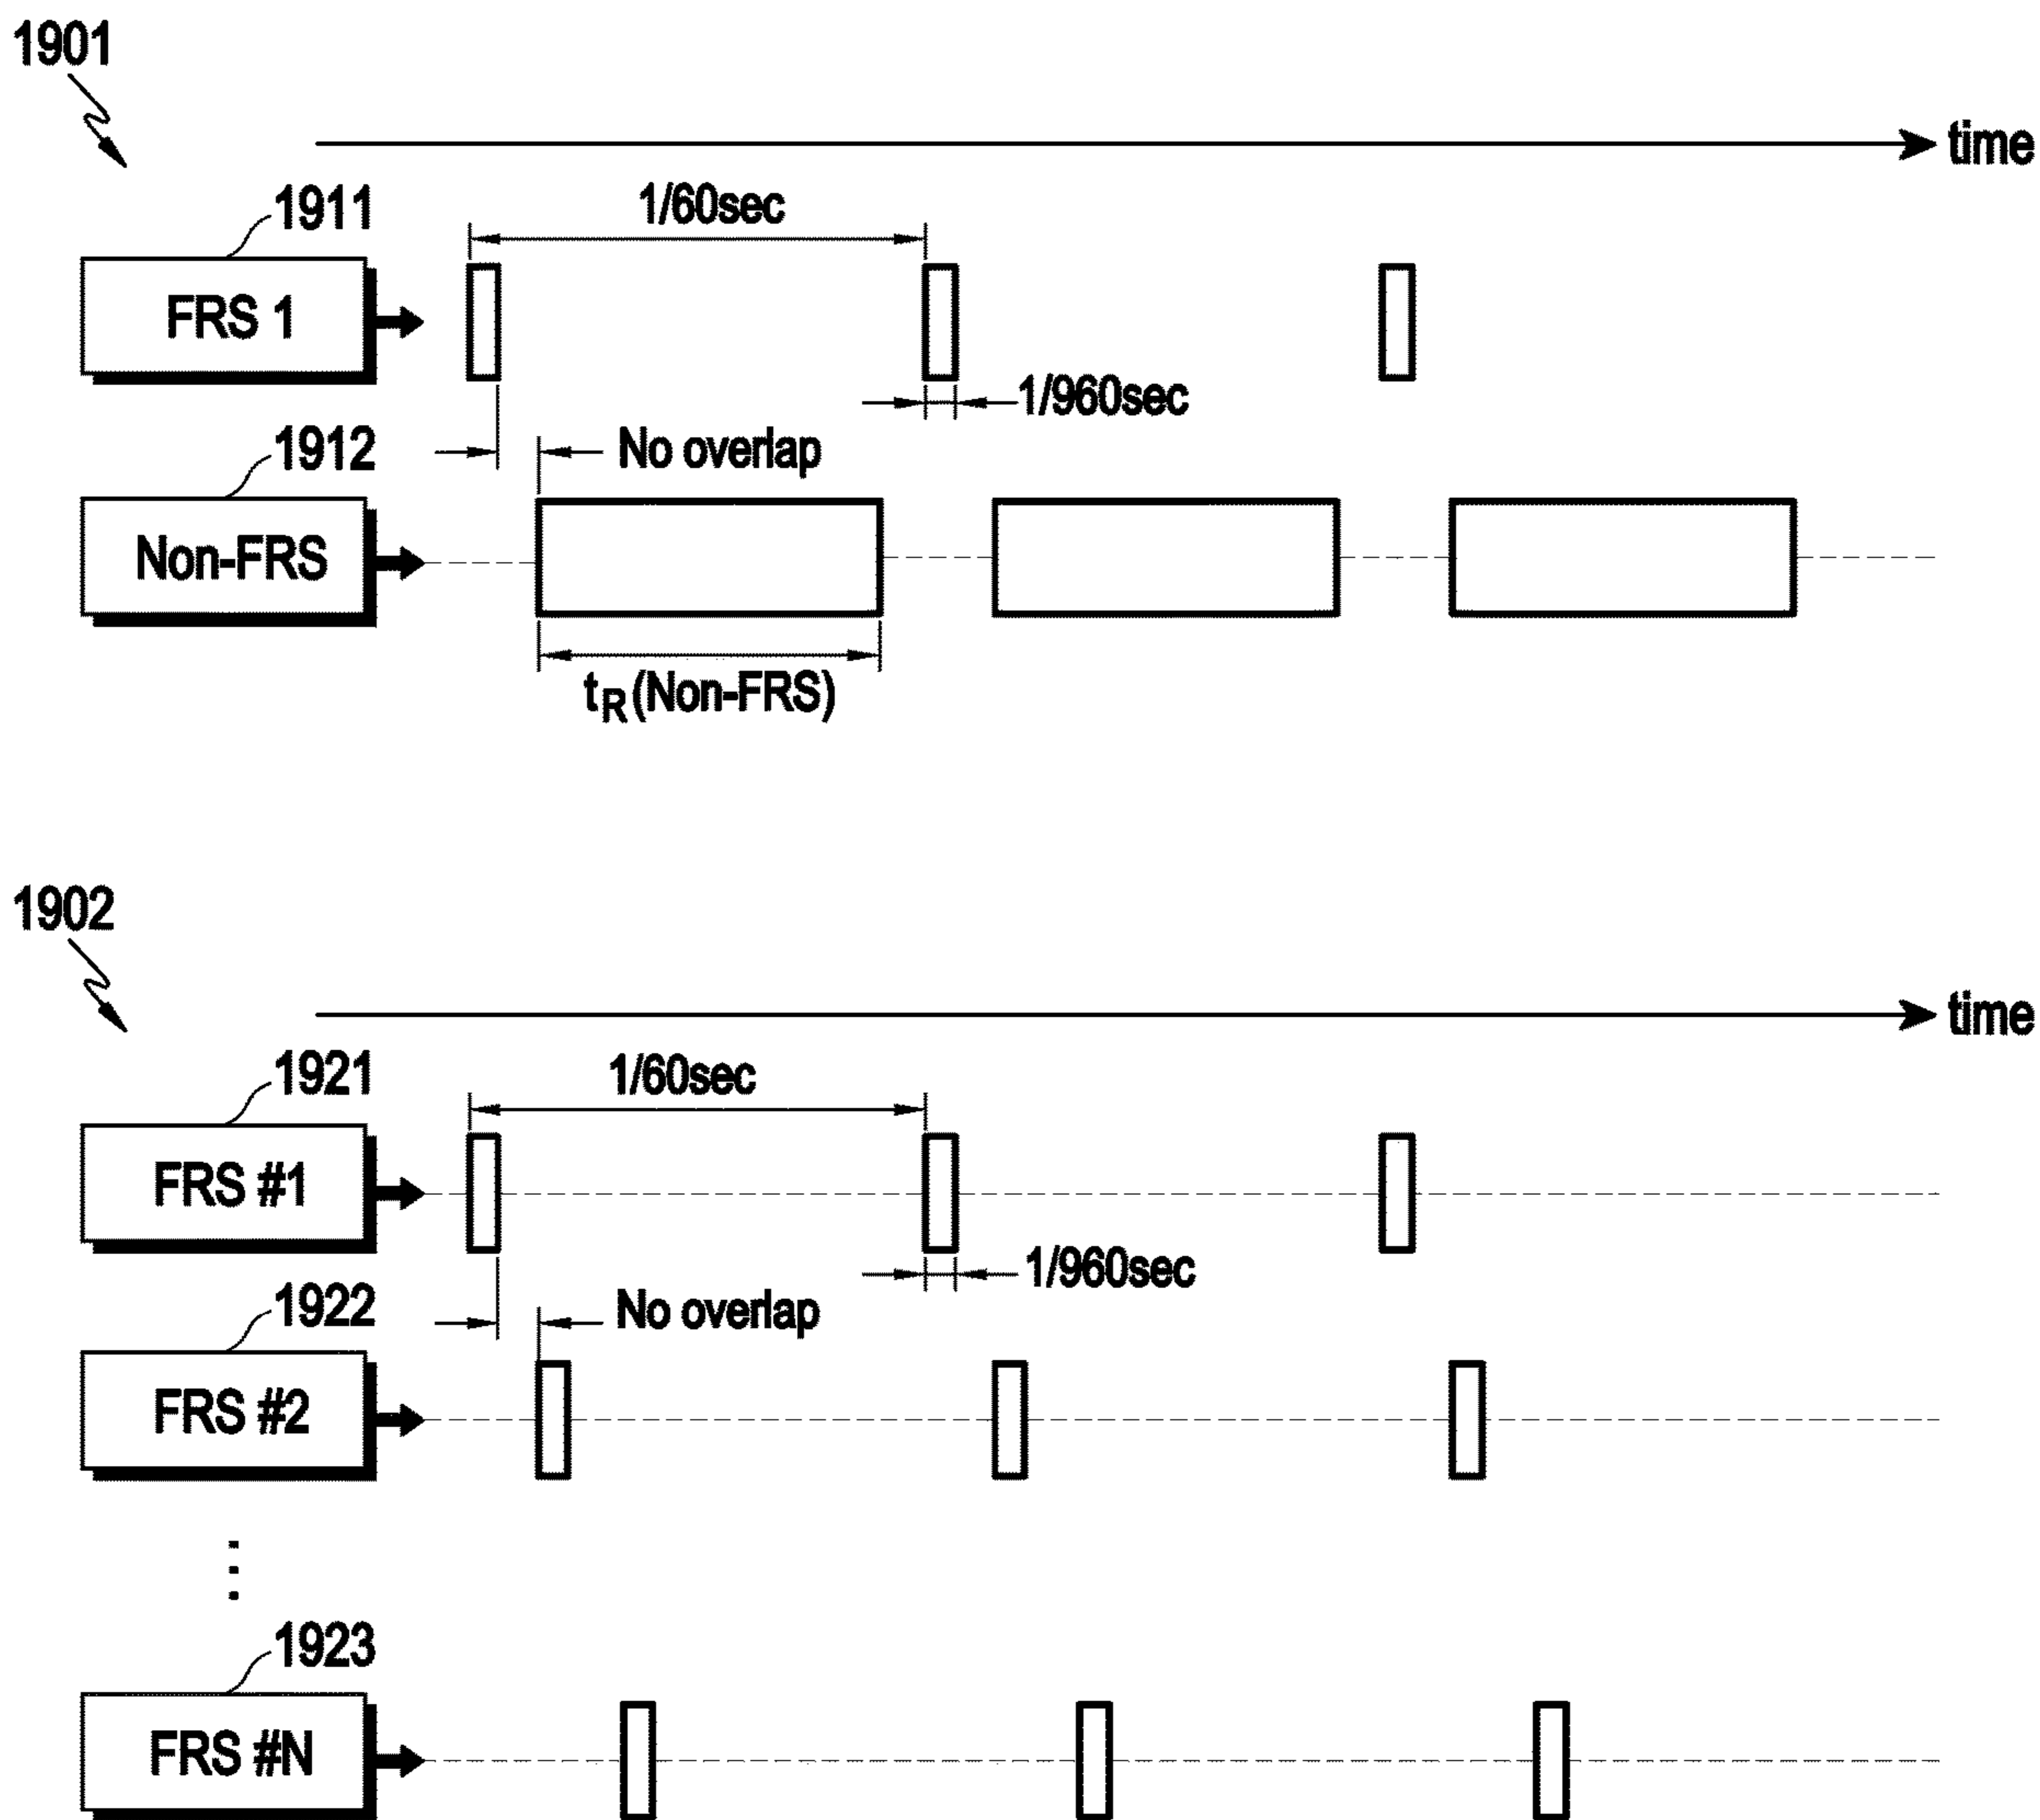 1901
time
1/60sec
1911
FRS 1
1/960sec
1912
No overlap
Non-FRS
tR(Non-FRS)
1902
time
1/60sec
1921
FRS #1
1/960sec
1922
No overlap
FRS #2
⋮
1923
FRS #N